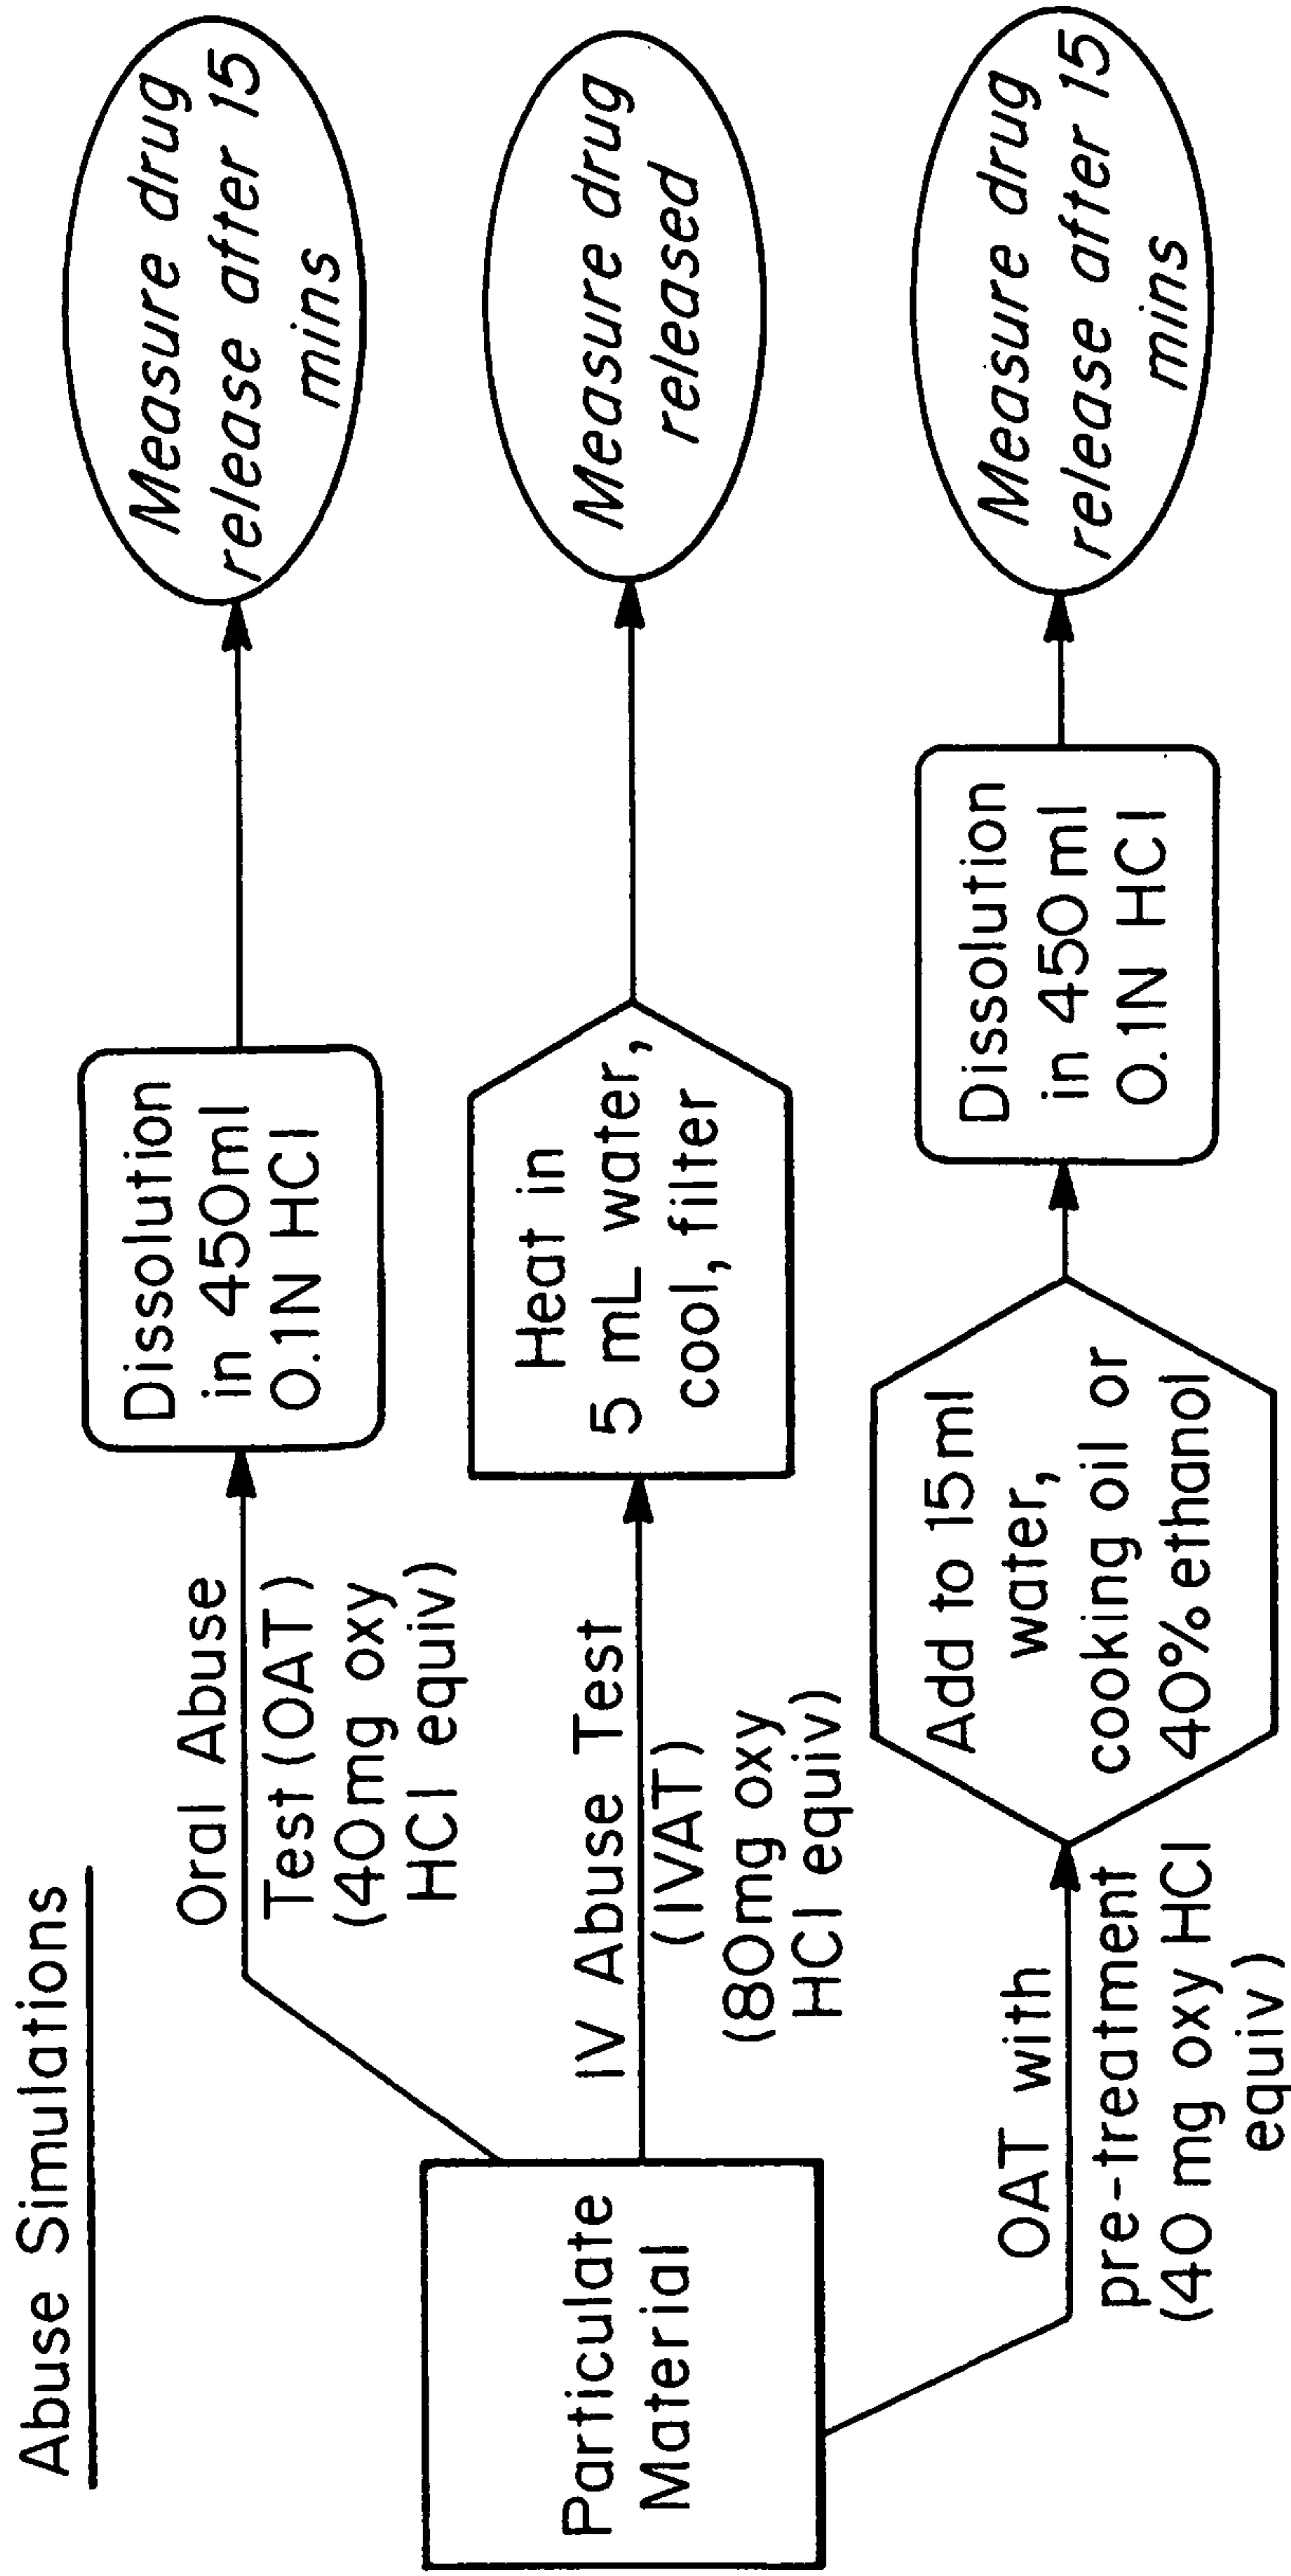 Abuse Simulations
Particulate
Material
Oral Abuse
Test (OAT)
(40mg oxy
HCl equiv)
Dissolution
in 450ml
0.1N HCl
Measure drug
release after 15
mins
IV Abuse Test
(IVAT)
(80mg oxy
HCl equiv)
Heat in
5 mL water,
cool, filter
Measure drug
released
OAT with
pre-treatment
(40 mg oxy HCl
equiv)
Add to 15ml
water,
cooking oil or
40% ethanol
Dissolution
in 450 ml
0.1N HCl
Measure drug
release after 15
mins